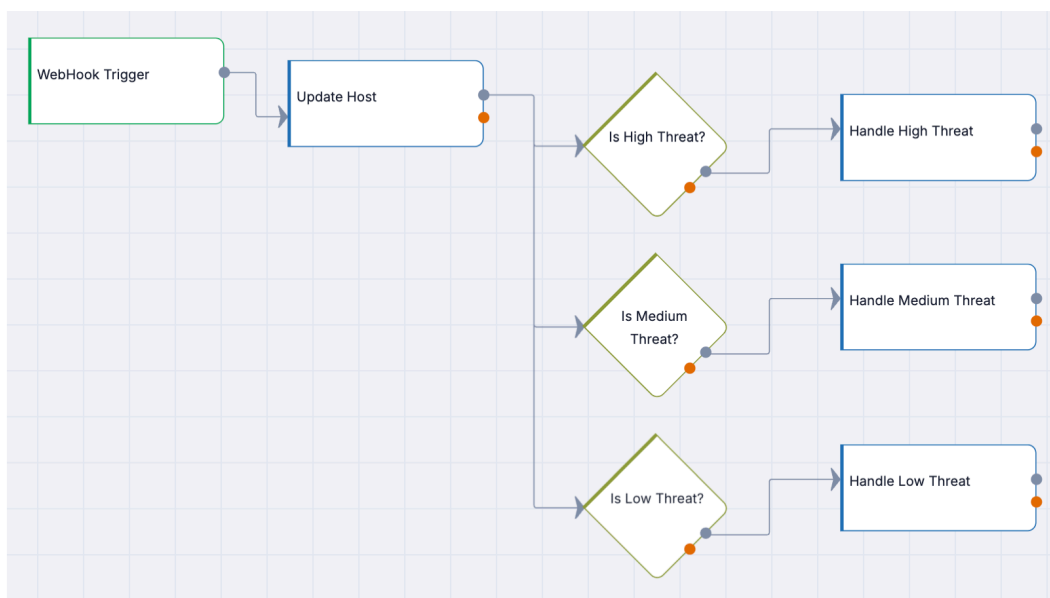 WebHook Trigger
Update Host
Is High Threat?
Handle High Threat
Is Medium
Threat?
Handle Medium Threat
Is Low Threat?
Handle Low Threat